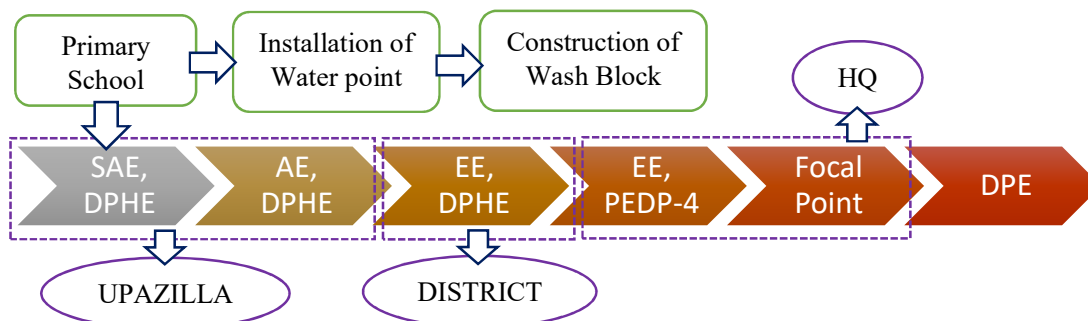 Primary
School
Installation of
Water point
Construction of
Wash Block
HQ
SAE,
DPHE
AE,
DPHE
EE,
DPHE
EE,
PEDP-4
Focal
Point
DPE
UPAZILLA
DISTRICT